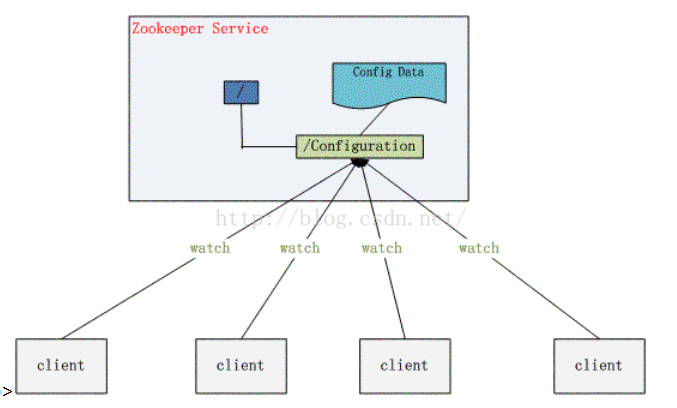 Zookeeper Service
Config Data
/
/Configuration
http://blog.csdn.net/
watch watch watch watch
client client client client
>